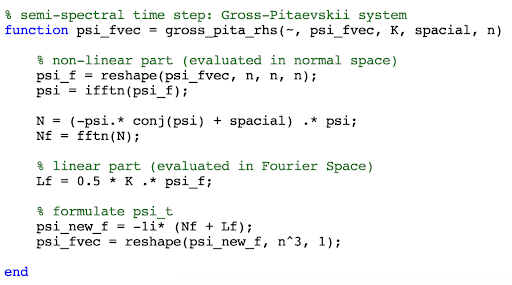 % semi-spectral time step: Gross-Pitaevskii system
function psi_fvec = gross_pita_rhs(~, psi_fvec, K, spacial, n)
% non-linear part (evaluated in normal space)
psi_f = reshape(psi_fvec, n, n, n);
psi = ifftn(psi_f);
N = (-psi.* conj(psi) + spacial) .* psi;
Nf = fftn(N);
% linear part (evaluated in Fourier Space)
Lf = 0.5 * K .* psi_f;
% formulate psi_t
psi_new_f = -1i* (Nf + Lf);
psi_fvec = reshape(psi_new_f, n^3, 1);
end